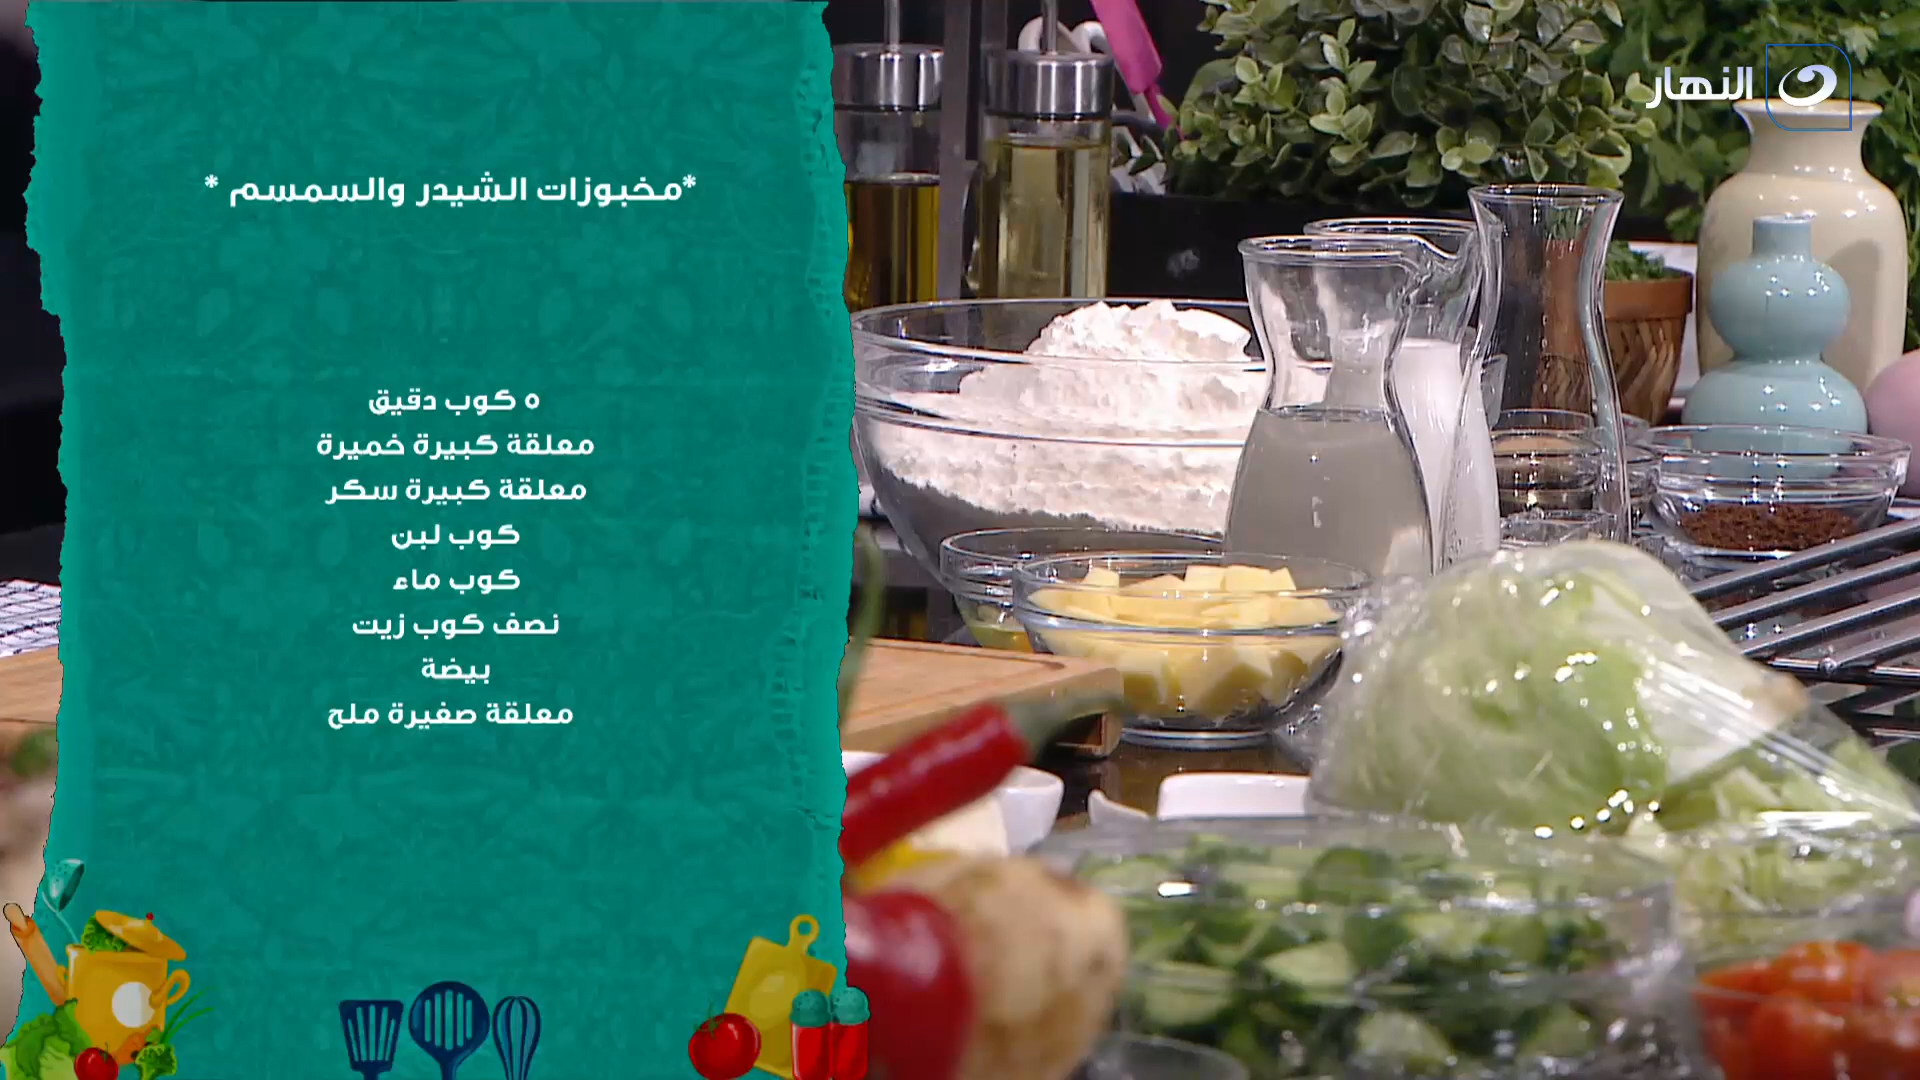 النهار
*مخبوزات الشيدر والسمسم *
٥ كوب دقيق
معلقة كبيرة خميرة
معلقة كبيرة سكر
كوب لبن
كوب ماء
نصف كوب زيت
بيضة
معلقة صغيرة ملح